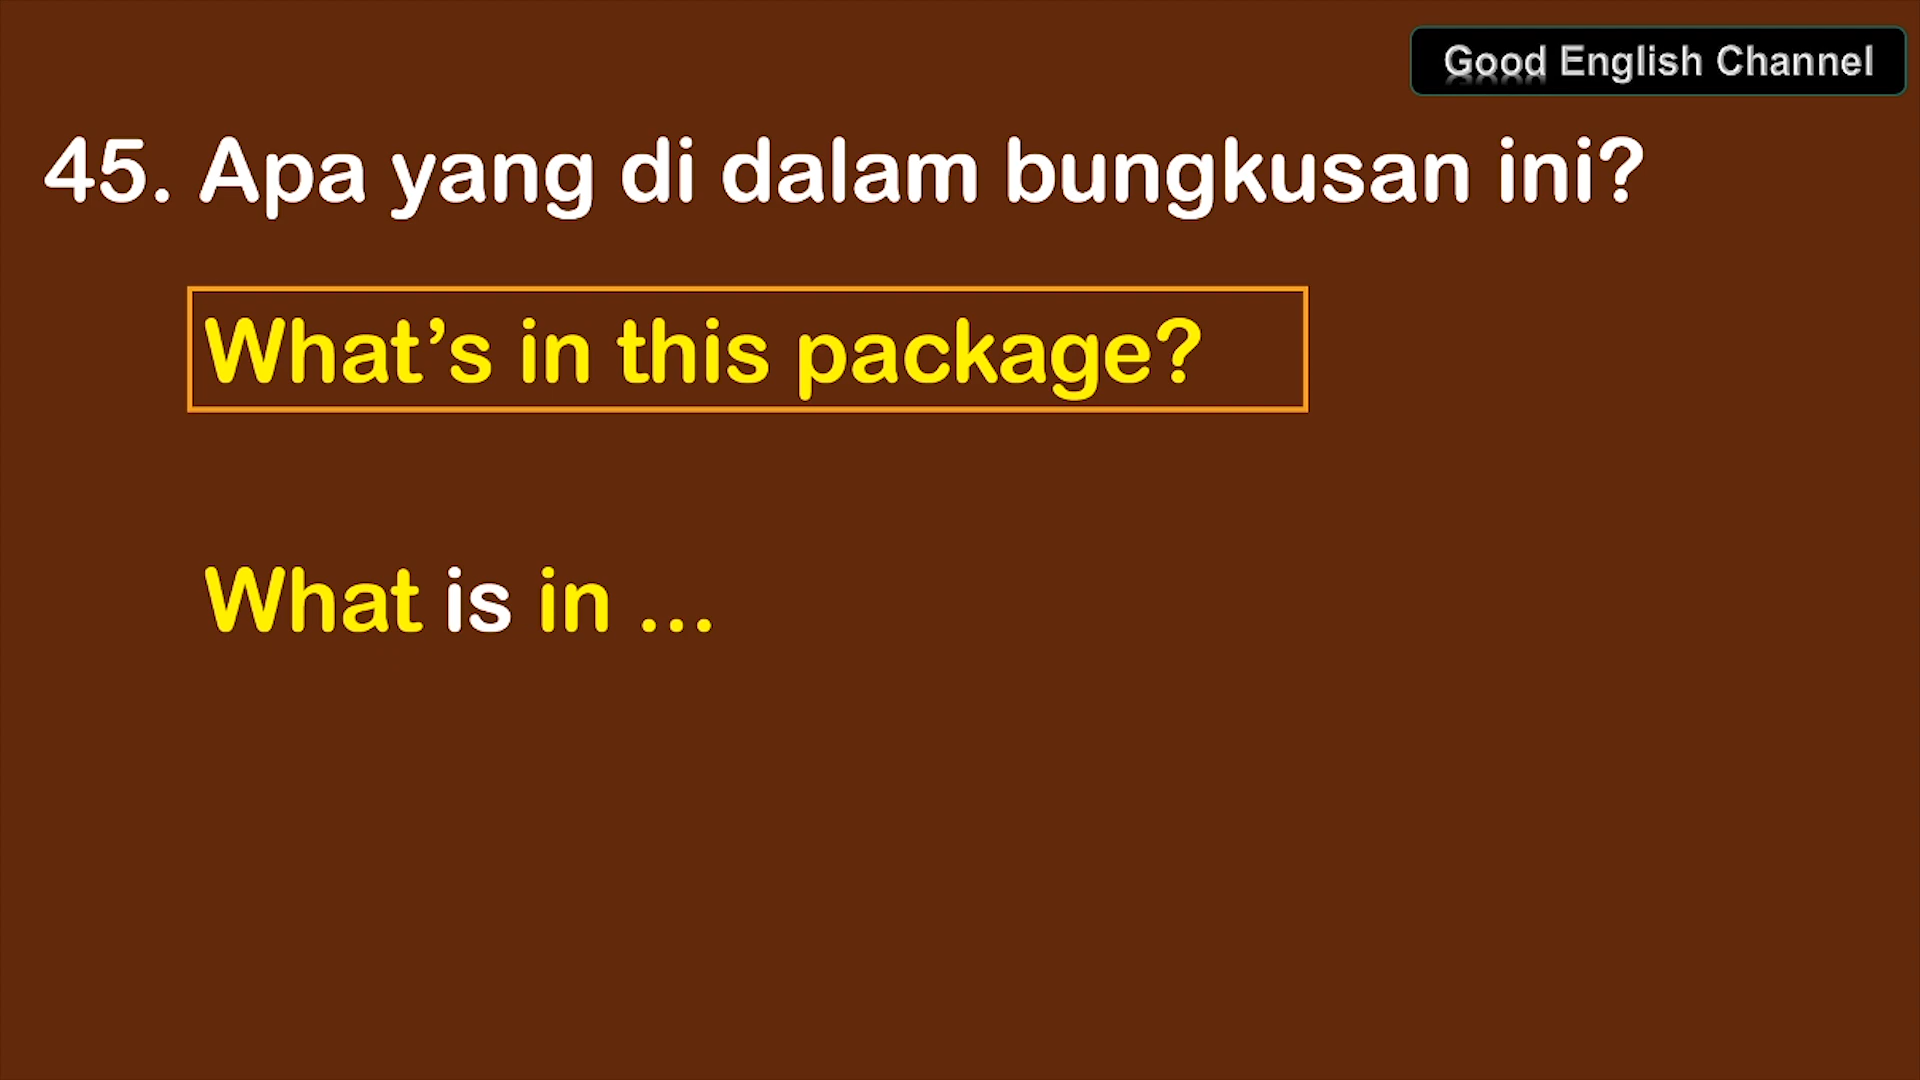 Good English Channel
45. Apa yang di dalam bungkusan ini?
What’s in this package?
What is in ...